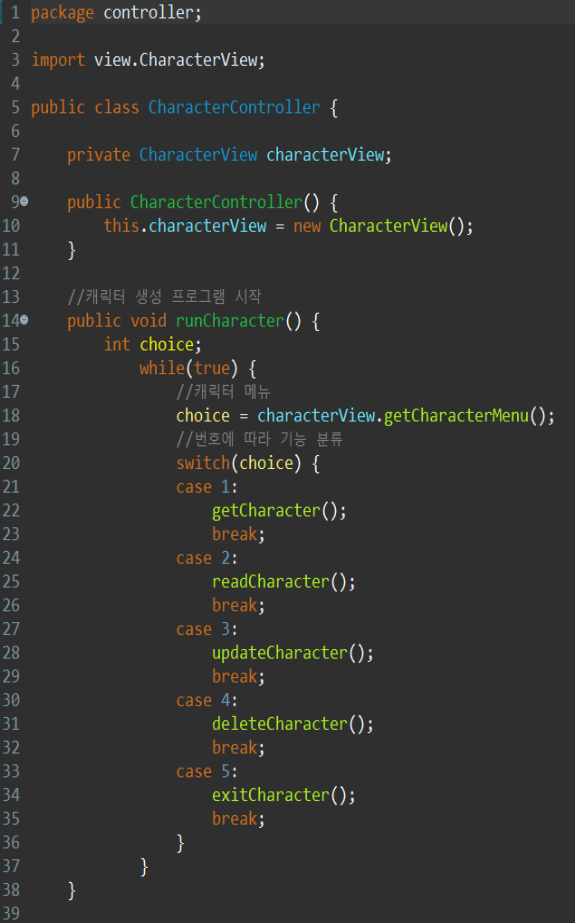 1 package controller;
2
3 import view.CharacterView;
4
5 public class CharacterController {
6
7     private CharacterView characterView;
8
9     public CharacterController() {
10         this.characterView = new CharacterView();
11     }
12
13     //캐릭터 생성 프로그램 시작
14     public void runCharacter() {
15         int choice;
16             while(true) {
17                 //캐릭터 메뉴
18                 choice = characterView.getCharacterMenu();
19                 //번호에 따라 기능 분류
20                 switch(choice) {
21                 case 1:
22                     getCharacter();
23                     break;
24                 case 2:
25                     readCharacter();
26                     break;
27                 case 3:
28                     updateCharacter();
29                     break;
30                 case 4:
31                     deleteCharacter();
32                     break;
33                 case 5:
34                     exitCharacter();
35                     break;
36                 }
37             }
38     }
39